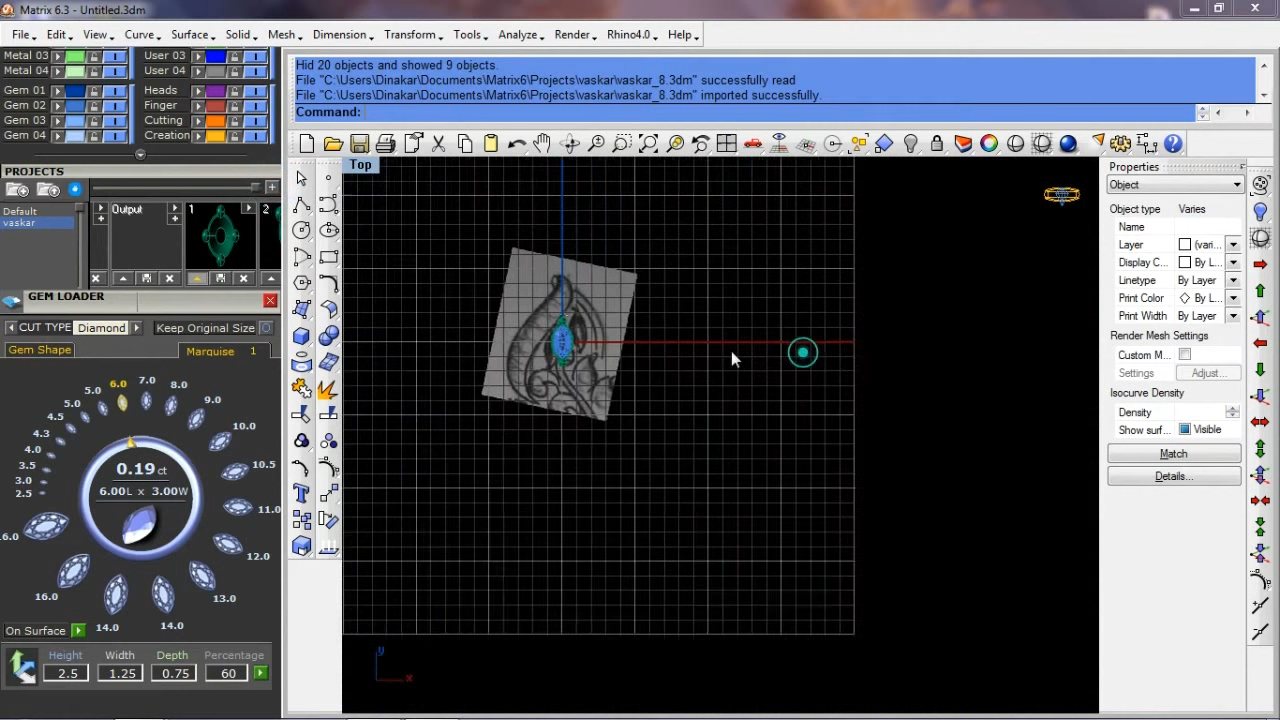 Matrix 6.3 - Untitled.3dm
File Edit View Curve Surface Solid Mesh Dimension Transform Tools Analyze Render Rhino4.0 Help
Metal 03 User 03
Metal 04 User 04
Gem 01 Heads
Gem 02 Finger
Gem 03 Cutting
Gem 04 Creation
Hid 20 objects and showed 9 objects.
File "C:\Users\Dinakar\Documents\Matrix6\Projects\vaskar\vaskar_8.3dm" successfully read
File "C:\Users\Dinakar\Documents\Matrix6\Projects\vaskar\vaskar_8.3dm" imported successfully.
Command:
PROJECTS
Default
vaskar
Output 1 2
GEM LOADER
CUT TYPE Diamond Keep Original Size
Gem Shape Marquise 1
6.0 7.0 8.0
5.0 9.0
5.0
4.5 10.0
4.3
4.0 10.5
3.5
3.0
2.5
11.0
0.19 ct
6.00L x 3.00W
16.0 12.0
16.0 13.0
14.0 14.0
On Surface
Height Width Depth Percentage
2.5 1.25 0.75 60
Top
y
x
Properties
Object
Object type Varies
Name
Layer (vari...
Display C... By L...
Linetype By Layer
Print Color By L...
Print Width By Layer
Render Mesh Settings
Custom M...
Settings Adjust...
Isocurve Density
Density
Show surf... Visible
Match
Details...